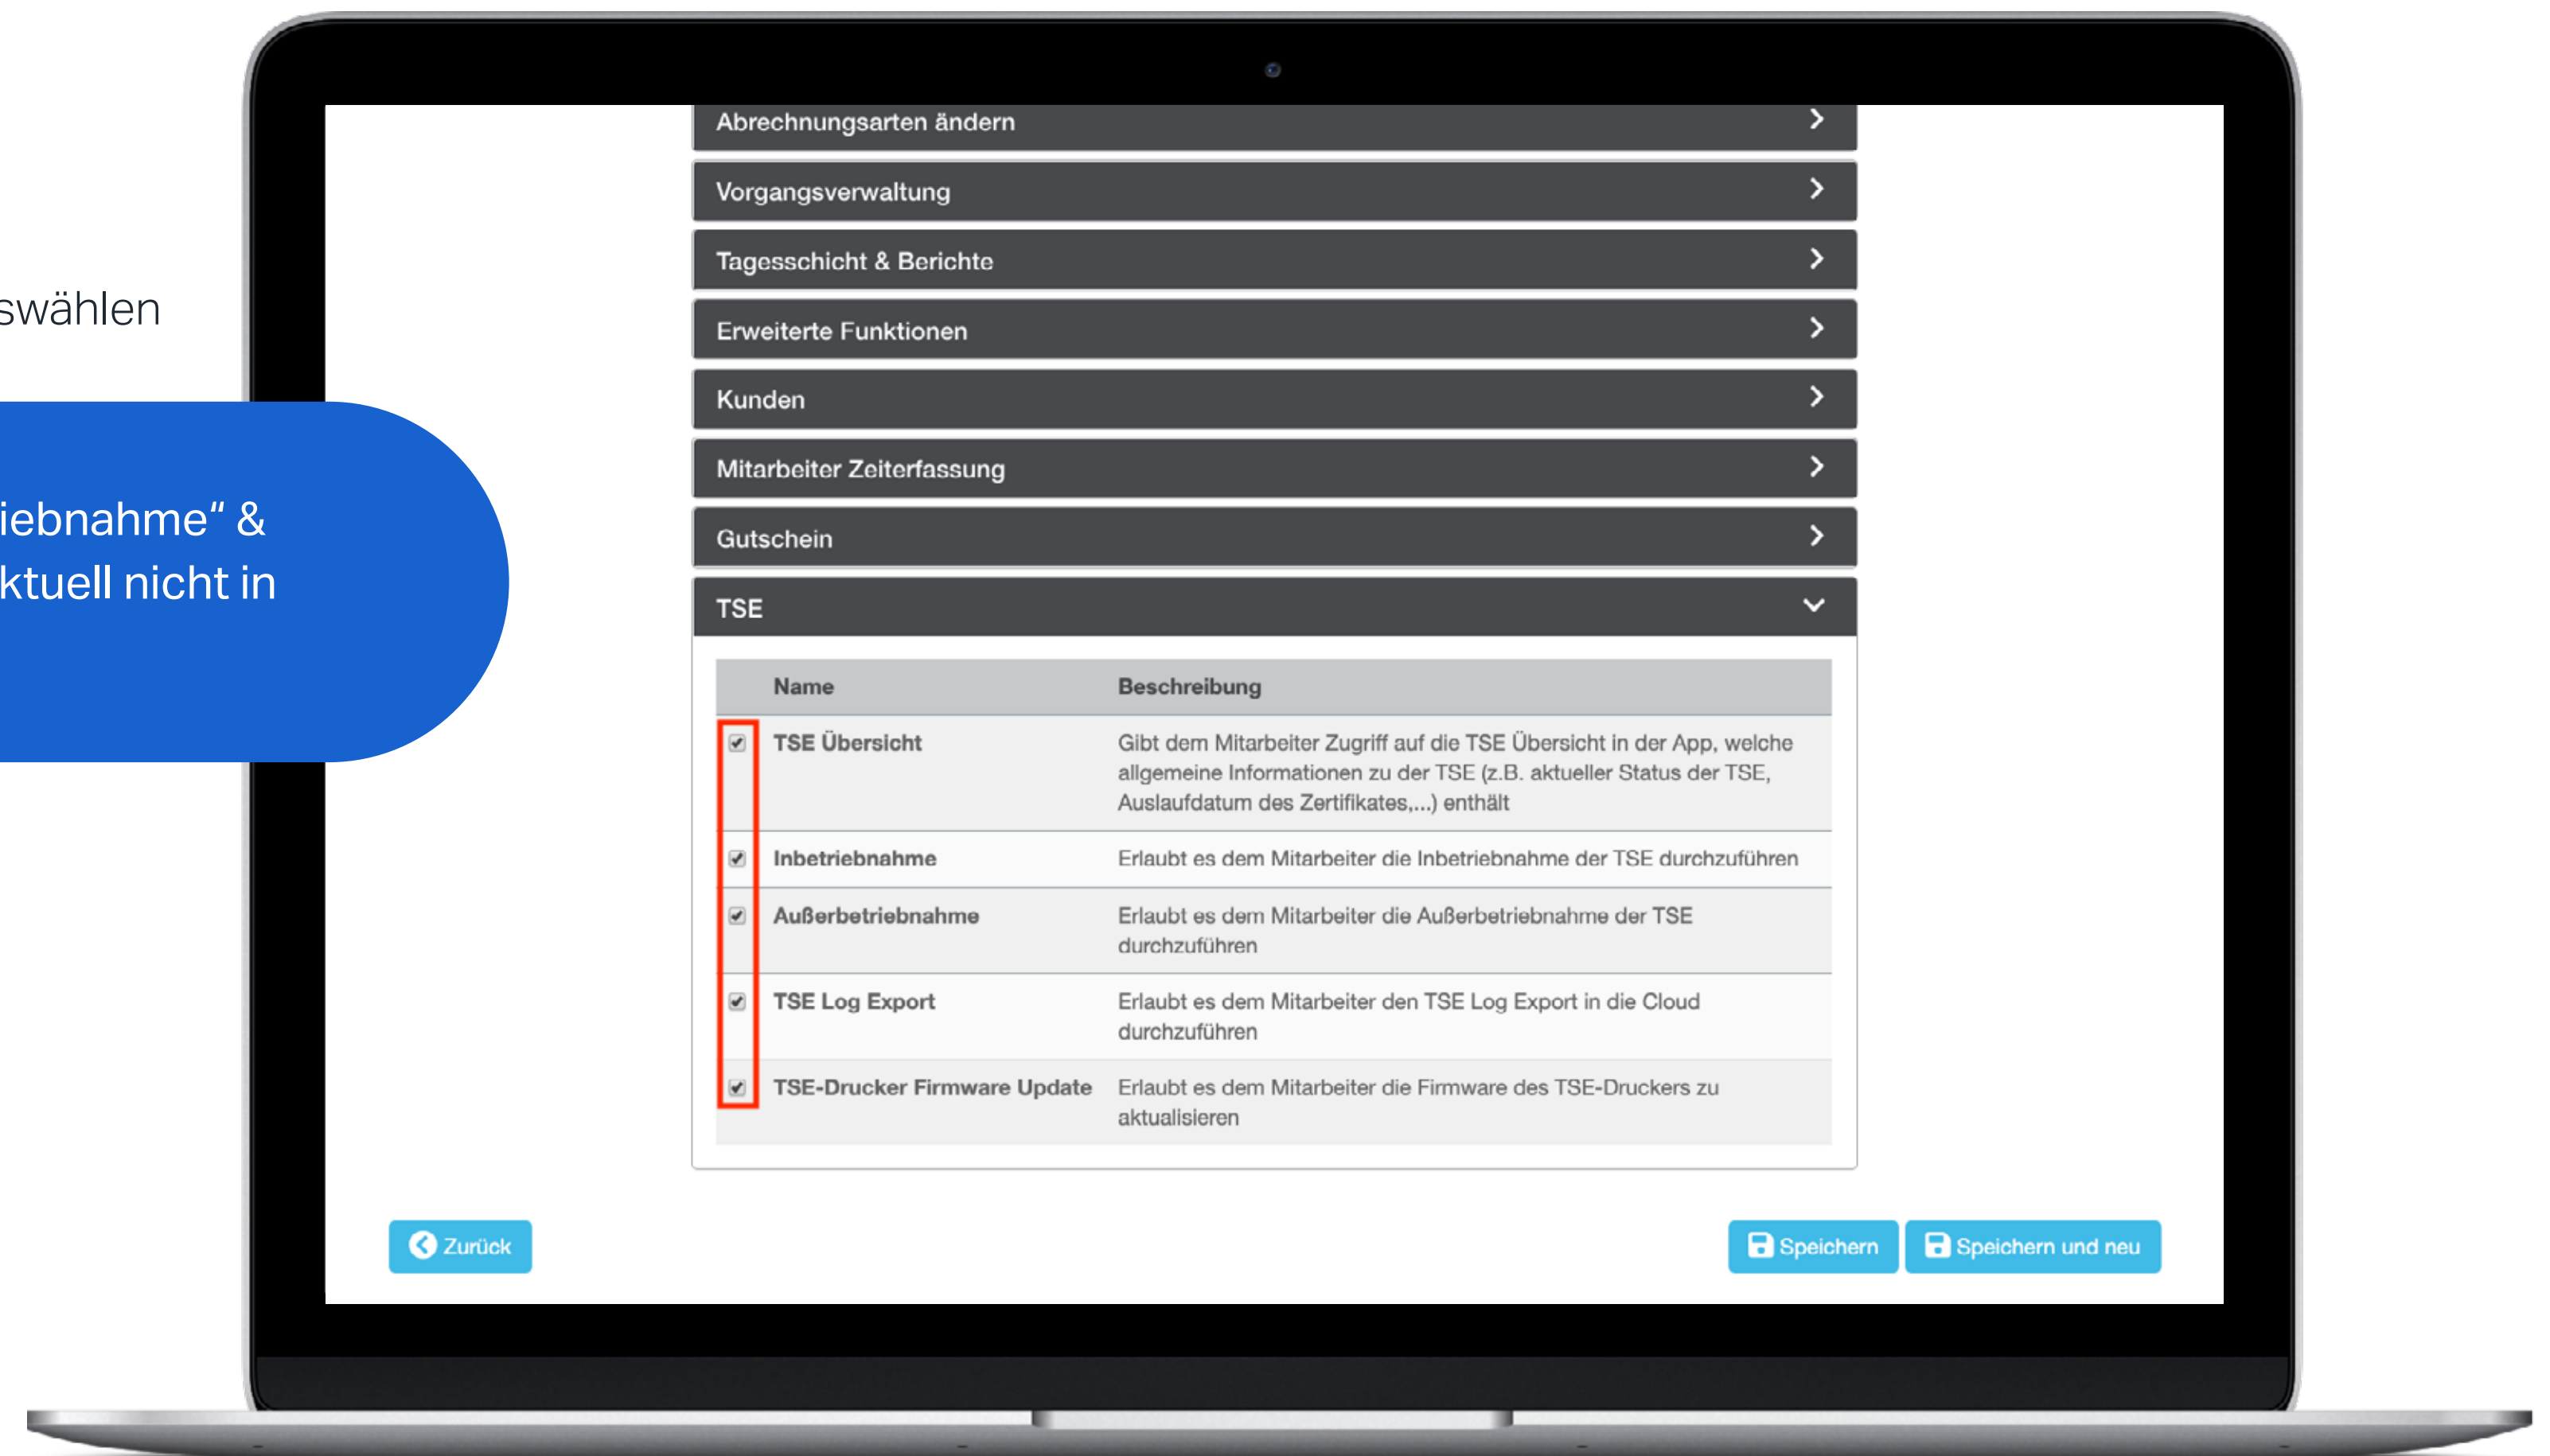 swählen
iebnahme“ &
ktuell nicht in
Abrechnungsarten ändern
Vorgangsverwaltung
Tagesschicht & Berichte
Erweiterte Funktionen
Kunden
Mitarbeiter Zeiterfassung
Gutschein
TSE
Name Beschreibung
TSE Übersicht Gibt dem Mitarbeiter Zugriff auf die TSE Übersicht in der App, welche
allgemeine Informationen zu der TSE (z.B. aktueller Status der TSE,
Auslaufdatum des Zertifikates,...) enthält
Inbetriebnahme Erlaubt es dem Mitarbeiter die Inbetriebnahme der TSE durchzuführen
Außerbetriebnahme Erlaubt es dem Mitarbeiter die Außerbetriebnahme der TSE
durchzuführen
TSE Log Export Erlaubt es dem Mitarbeiter den TSE Log Export in die Cloud
durchzuführen
TSE-Drucker Firmware Update Erlaubt es dem Mitarbeiter die Firmware des TSE-Druckers zu
aktualisieren
Zurück Speichern Speichern und neu